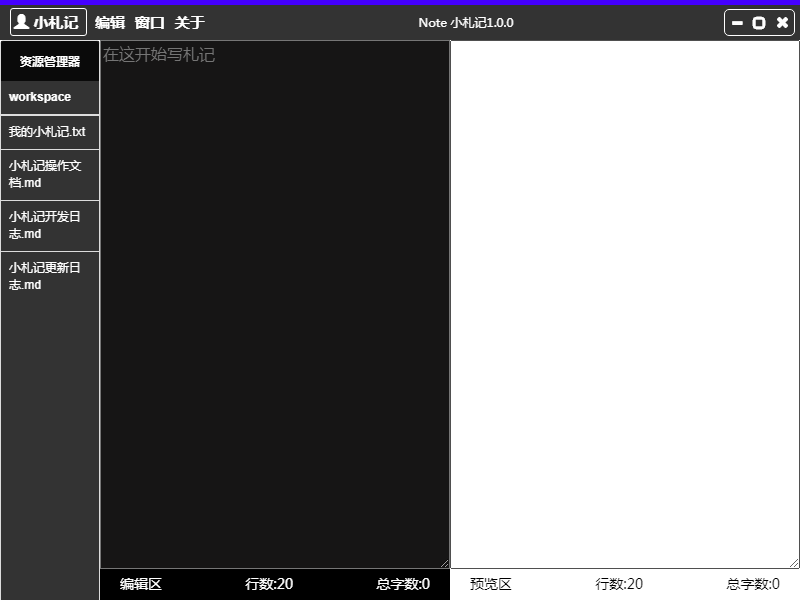 小札记 编辑 窗口 关于
Note 小札记1.0.0
资源管理器
workspace
我的小札记.txt
小札记操作文
档.md
小札记开发日
志.md
小札记更新日
志.md
在这开始写札记
编辑区 行数:20 总字数:0
预览区 行数:20 总字数:0